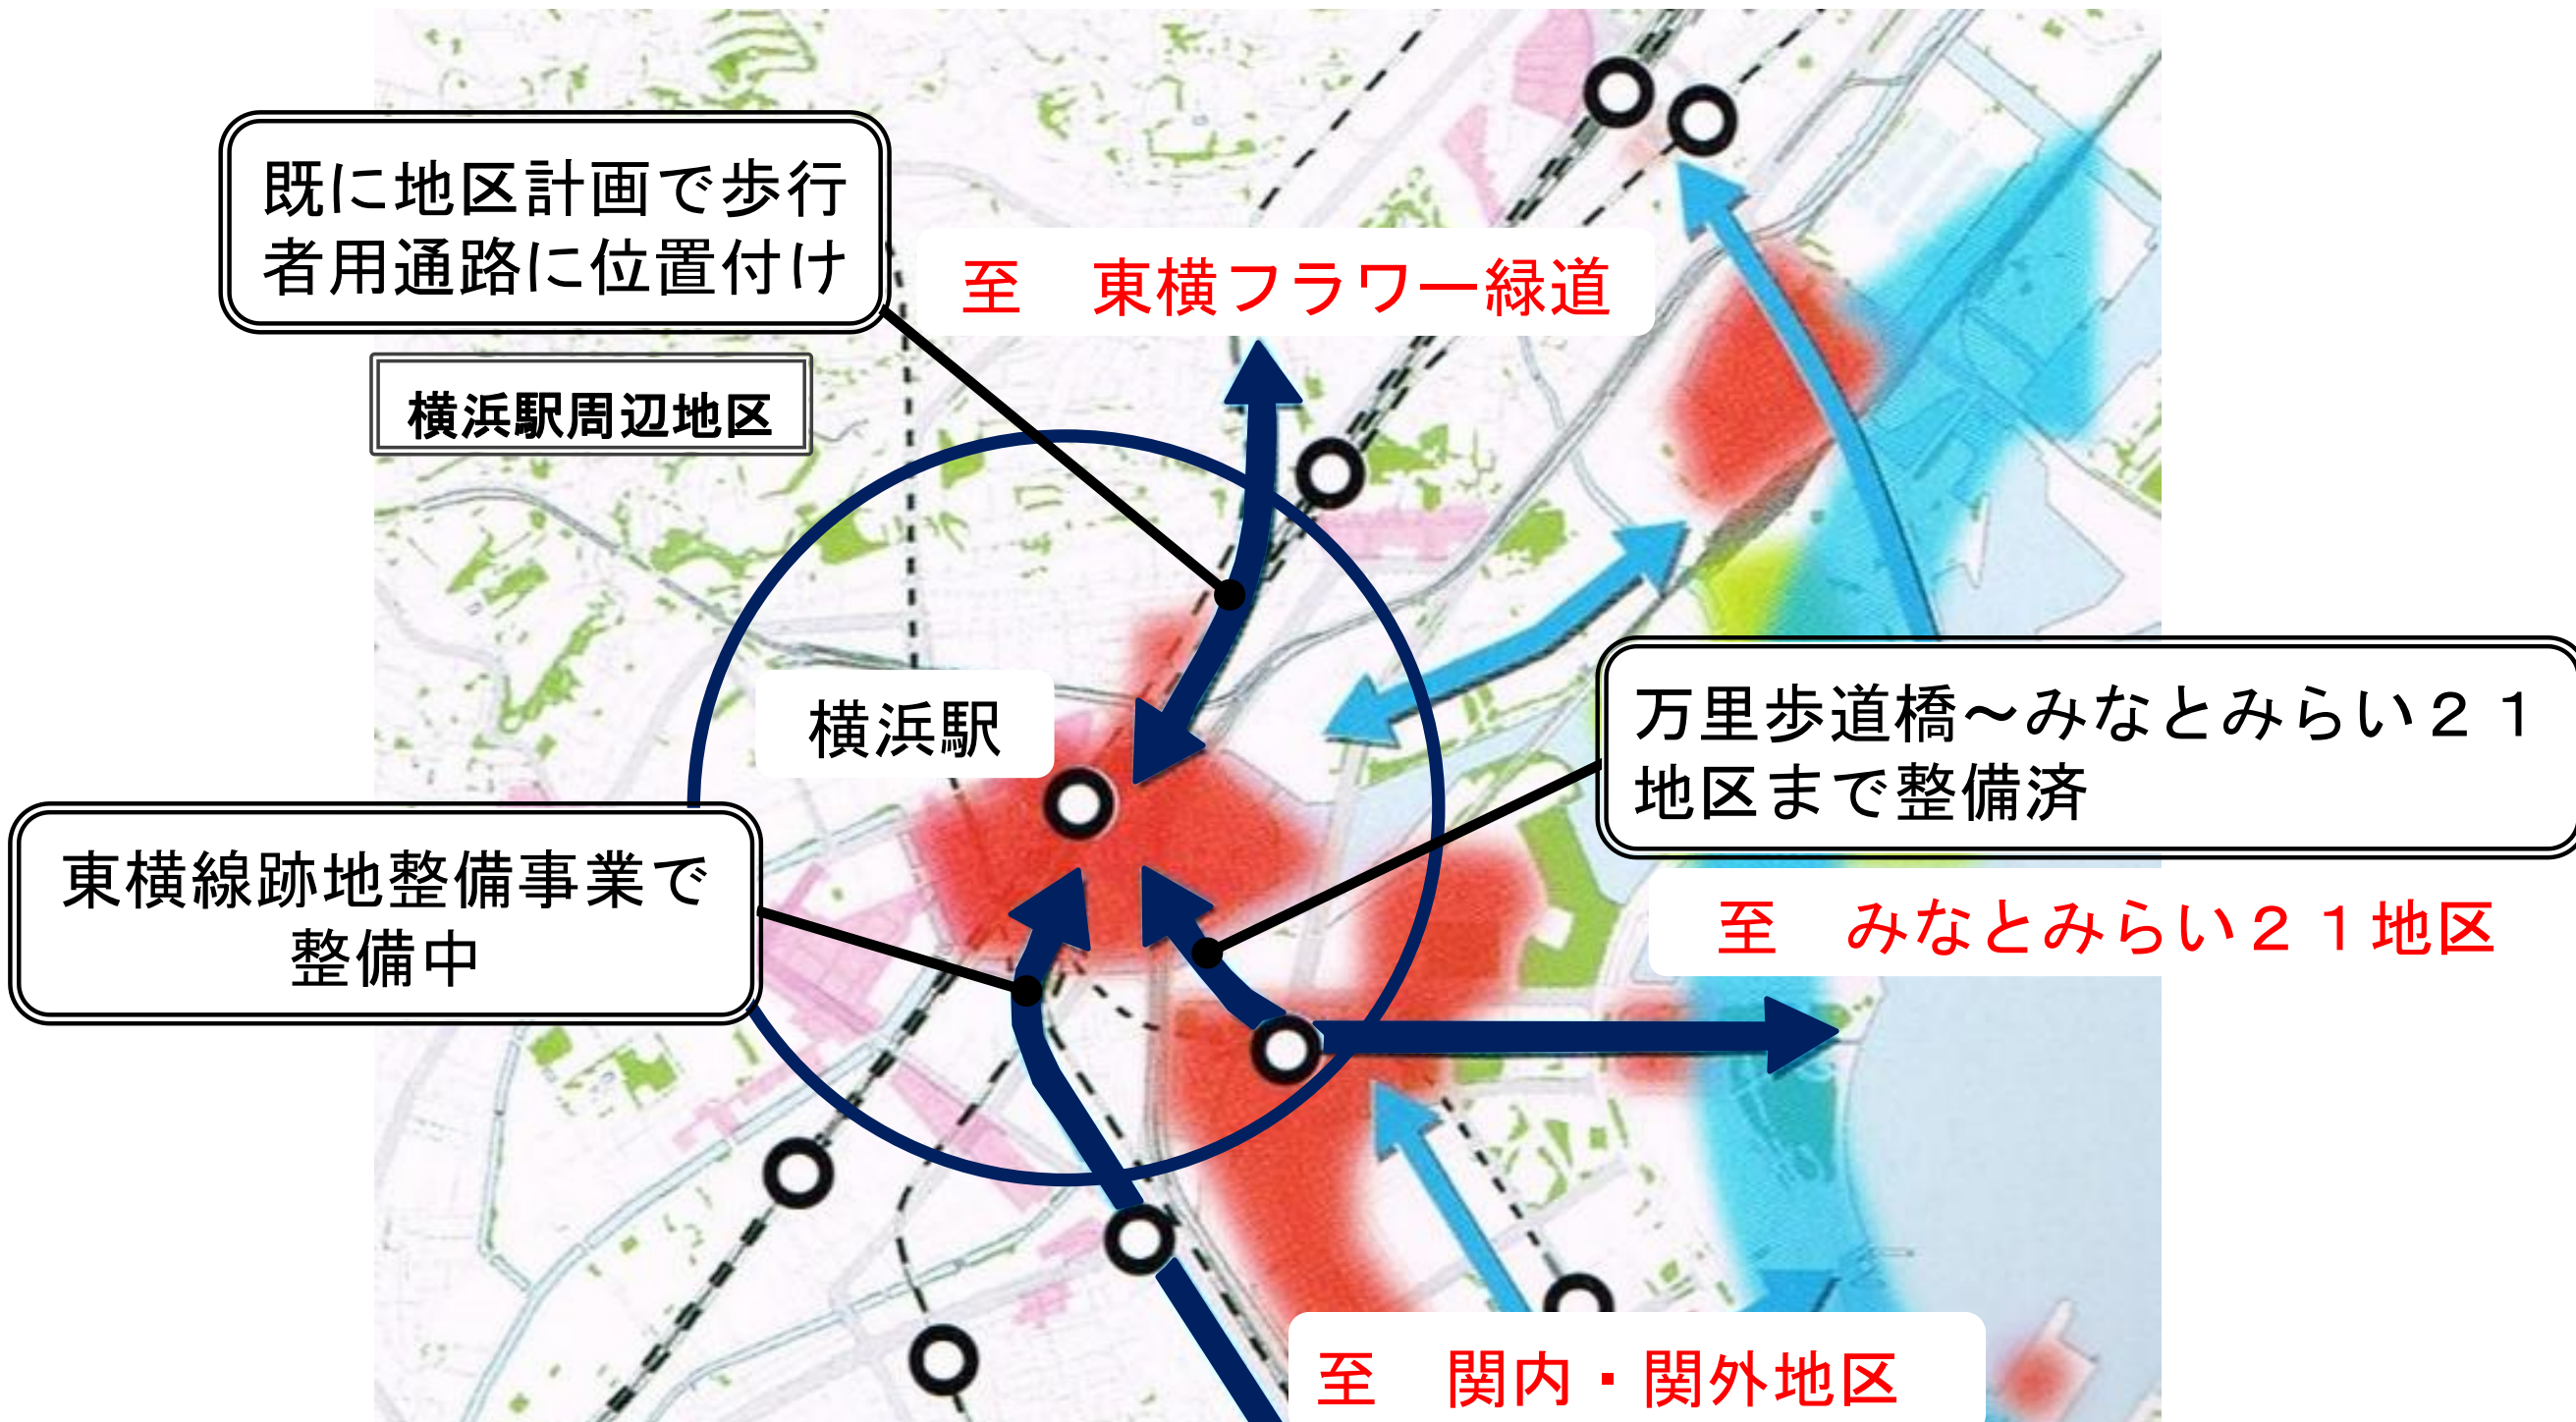 既に地区計画で歩行
者用通路に位置付け
至　東横フラワー緑道
横浜駅周辺地区
横浜駅
万里歩道橋～みなとみらい２１
地区まで整備済
東横線跡地整備事業で
整備中
至　みなとみらい２１地区
至　関内・関外地区